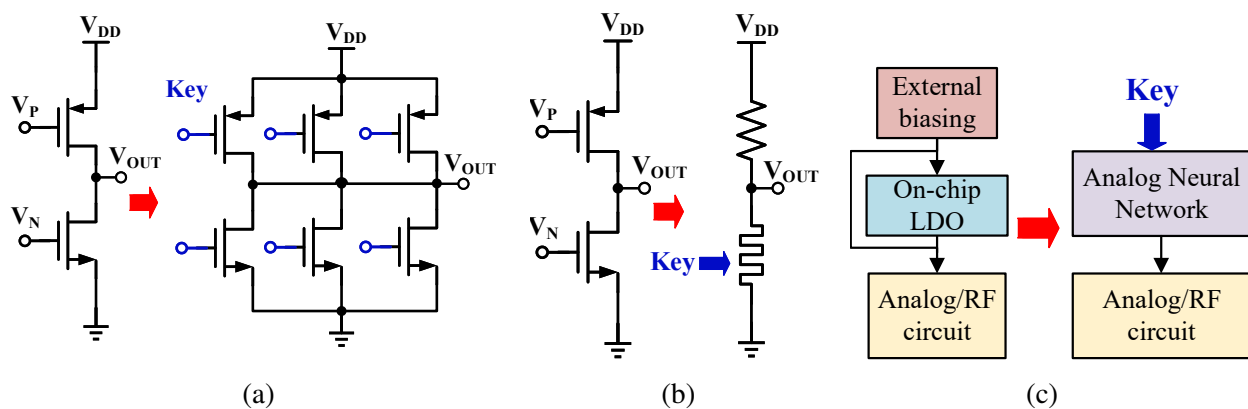 V_DD
V_P
V_OUT
V_N
V_DD
Key
V_OUT
(a)
V_DD
V_P
V_OUT
V_N
V_DD
V_OUT
Key
(b)
External
biasing
On-chip
LDO
Analog/RF
circuit
Key
Analog Neural
Network
Analog/RF
circuit
(c)